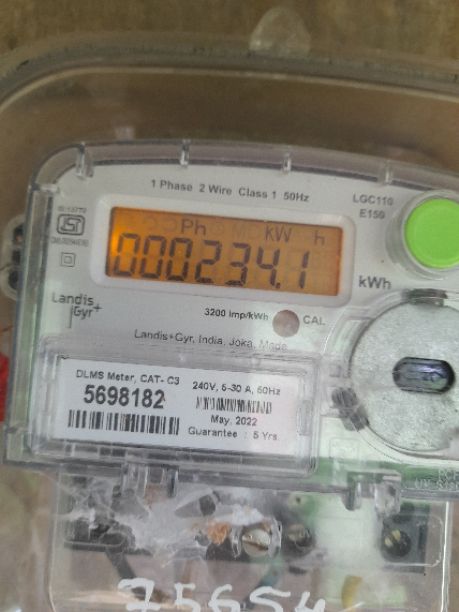 1 Phase 2 Wire Class 1 50Hz
LGC110
E150
Ph kW h
000234.1
kWh
Landis
Gyr+
3200 imp/kWh
CAL
Landis+Gyr, India, Joka, Made
DLMS Meter, CAT- C3
5698182
240V, 5-30 A, 50Hz
May, 2022
Guarantee : 5 Yrs.